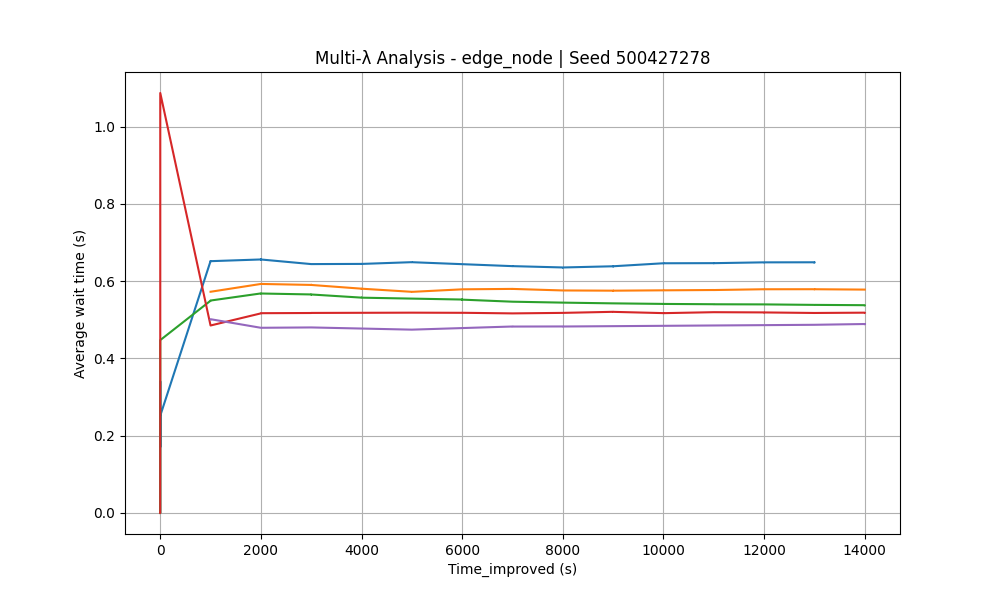 Multi-λ Analysis - edge_node | Seed 500427278
Average wait time (s)
1.0
0.8
0.6
0.4
0.2
0.0
0 2000 4000 6000 8000 10000 12000 14000
Time_improved (s)